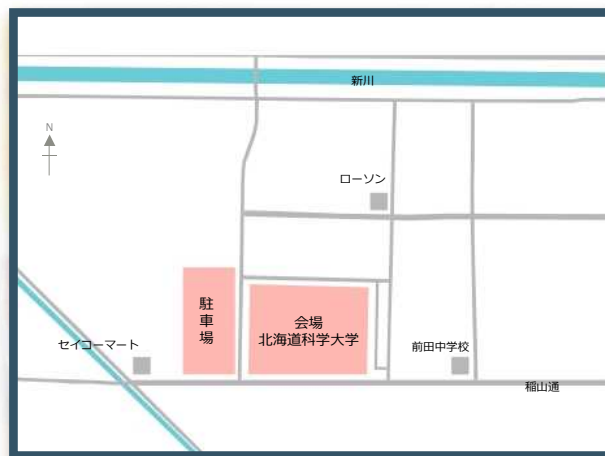 新川
N
ローソン
駐車場
会場
北海道科学大学
セイコーマート
前田中学校
稲山通